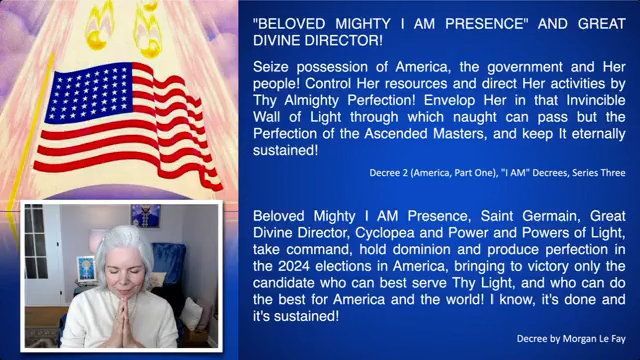 "BELOVED MIGHTY I AM PRESENCE" AND GREAT
DIVINE DIRECTOR!
Seize possession of America, the government and Her
people! Control Her resources and direct Her activities by
Thy Almighty Perfection! Envelop Her in that Invincible
Wall of Light through which naught can pass but the
Perfection of the Ascended Masters, and keep It eternally
sustained!
Decree 2 (America, Part One), "I AM" Decrees, Series Three
Beloved Mighty I AM Presence, Saint Germain, Great
Divine Director, Cyclopea and Power and Powers of Light,
take command, hold dominion and produce perfection in
the 2024 elections in America, bringing to victory only the
candidate who can best serve Thy Light, and who can do
the best for America and the world! I know, it's done and
it's sustained!
Decree by Morgan Le Fay